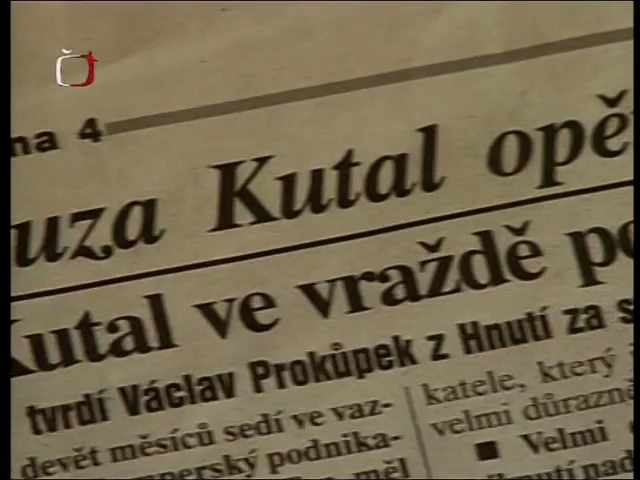 ČT
na 4
uza Kutal opě
Kutal ve vraždě po
tvrdí Václav Prokůpek z Hnutí za s
devět měsíců sedí ve vaz-
perský podnika-
měl
katele, který
velmi důrazně
■ Velmi